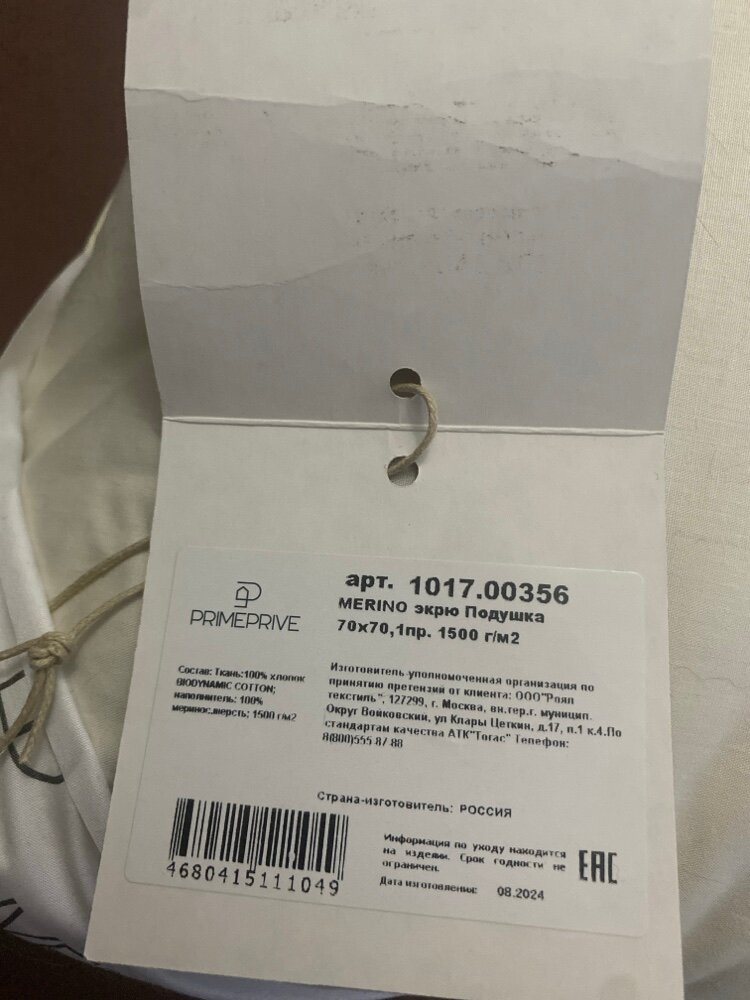 PRIMEPRIVE
арт. 1017.00356
MERINO экрю Подушка
70х70,1пр. 1500 г/м2
Состав: Ткань:100% хлопок
BIODYNAMIC COTTON;
наполнитель: 100%
меринос.шерсть; 1500 г/м2
Изготовитель-уполномоченная организация по
принятию претензий от клиента: ООО"Роял
текстиль", 127299, г. Москва, вн.тер.г. муницип.
Округ Войковский, ул Клары Цеткин, д.17, п.1 к.4.По
стандартам качества АТК"Тогас" Телефон:
8(800)555 87 88
Страна-изготовитель: РОССИЯ
4680415111049
Информация по уходу находится
на изделии. Срок годности не
ограничен.
Дата изготовления: 08.2024
EAC